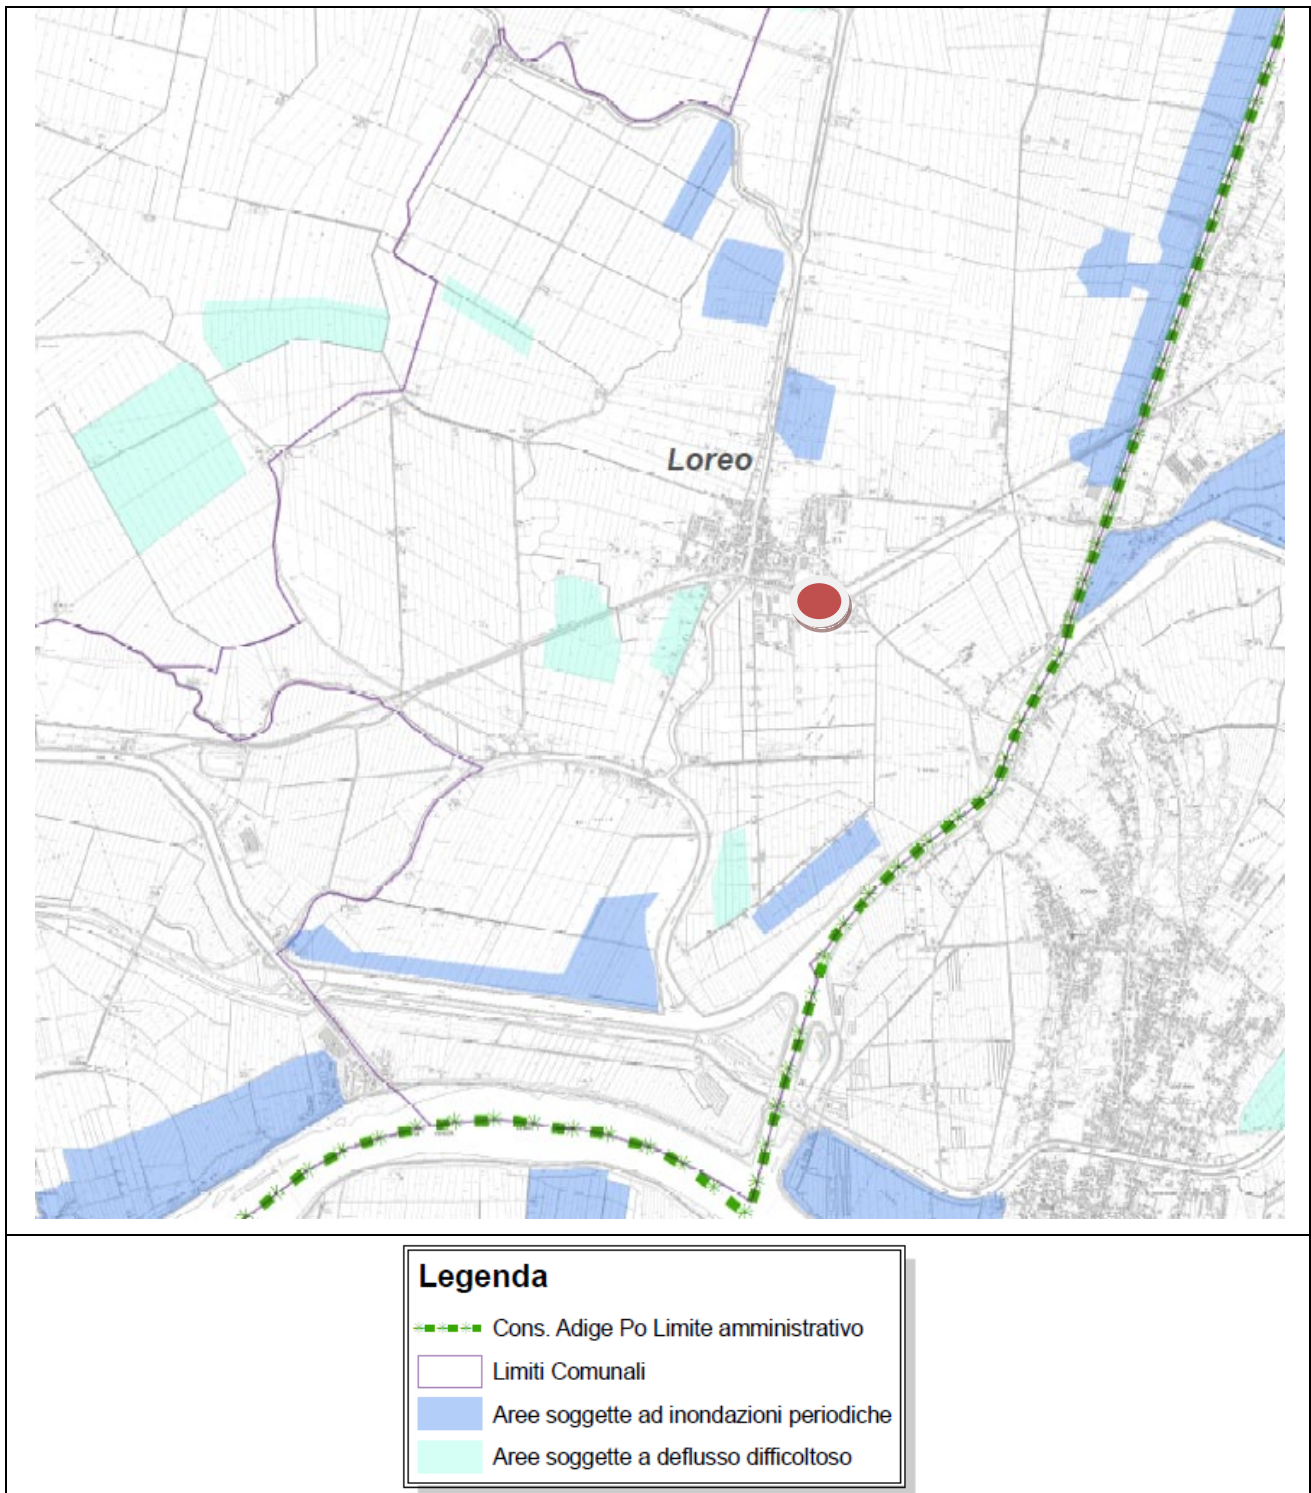 Loreo
Legenda
Cons. Adige Po Limite amministrativo
Limiti Comunali
Aree soggette ad inondazioni periodiche
Aree soggette a deflusso difficoltoso